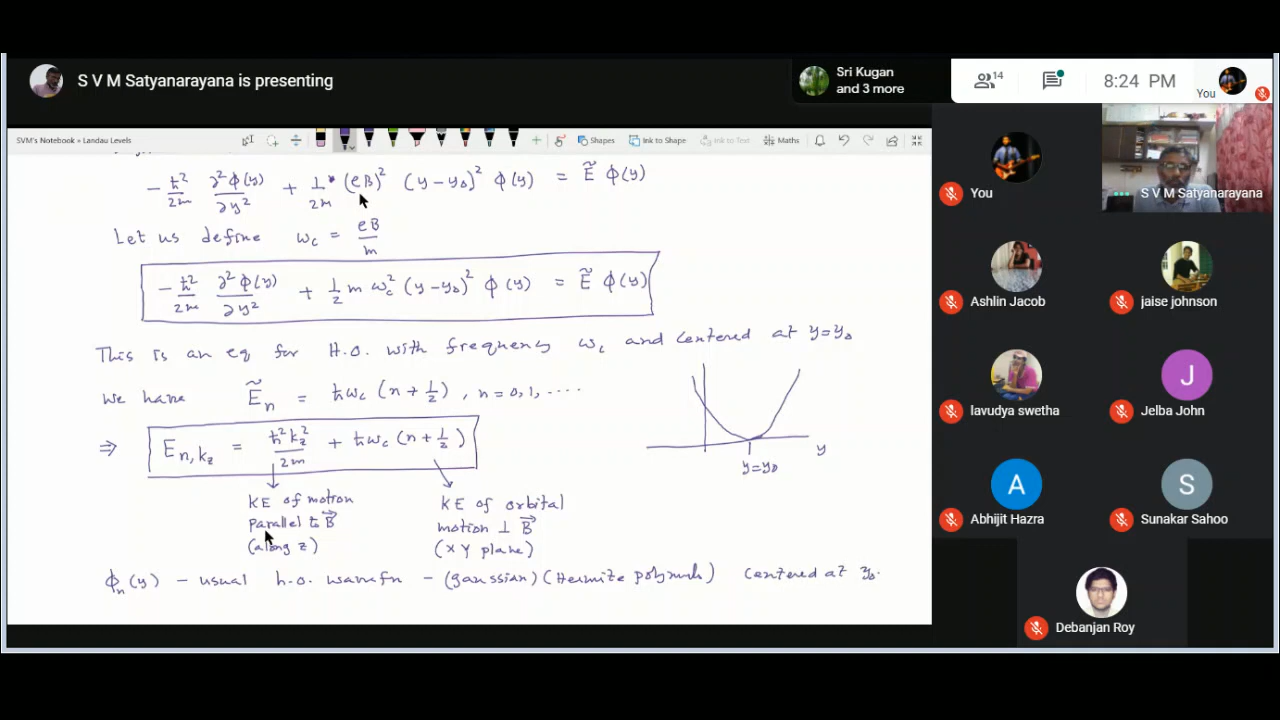 S V M Satyanarayana is presenting
Sri Kugan
and 3 more
14
8:24 PM
You
SVM's Notebook » Landau Levels
Shapes
Ink to Shape
Ink to Text
Maths
- ħ²/2m ∂²ϕ(y)/∂y² + 1/2m (eB)² (y-y₀)² ϕ(y) = Ẽ ϕ(y)
Let us define ω_c = eB/m
- ħ²/2m ∂²ϕ(y)/∂y² + 1/2 m ω_c² (y-y₀)² ϕ(y) = Ẽ ϕ(y)
This is an eq for H.O. with frequency ω_c and centered at y=y₀
We have Ẽ_n = ħω_c (n + 1/2), n = 0, 1, ....
⇒ E_n,k_z = ħ²k_z²/2m + ħω_c (n + 1/2)
y
y=y₀
KE of motion
parallel to B⃗
(along z)
KE of orbital
motion ⊥ B⃗
(XY plane)
ϕ_n(y) - usual h.o. wavefn - (gaussian) (Hermite polynomials) centered at y₀.
You
S V M Satyanarayana
Ashlin Jacob
jaise johnson
lavudya swetha
J
Jelba John
A
Abhijit Hazra
S
Sunakar Sahoo
Debanjan Roy